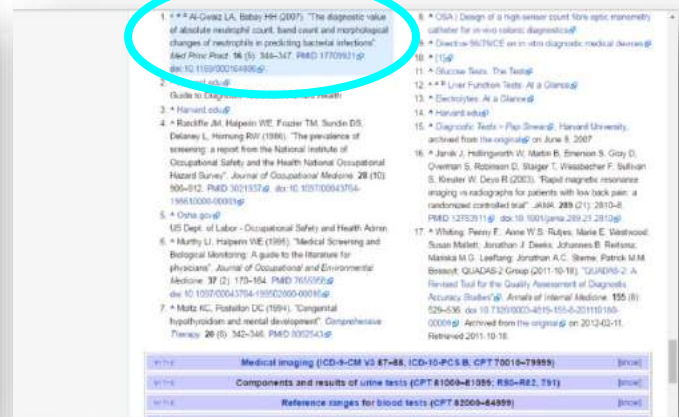 1. ^ a b Al-Gwaiz LA, Babay HH (2007). "The diagnostic value
of absolute neutrophil count, band count and morphological
changes of neutrophils in predicting bacterial infections".
Med Princ Pract. 16 (5): 344–347. PMID 17709921
doi:10.1159/000104806
2.
Guide to Diagnostic Health
3. ^ Harvard.edu
4. ^ Ratcliffe JM, Halperin WE, Frazier TM, Sundin DS,
Delaney L, Hornung RW (1986). "The prevalence of
screening: a report from the National Institute of
Occupational Safety and the Health National Occupational
Hazard Survey". Journal of Occupational Medicine. 28 (10):
906–912. PMID 3021937 doi:10.1097/00043764-
198610000-00003
5. ^ Osha.gov
US Dept. of Labor - Occupational Safety and Health Admin.
6. ^ Murthy LI, Halperin WE (1995). "Medical Screening and
Biological Monitoring: A guide to the literature for
physicians". Journal of Occupational and Environmental
Medicine. 37 (2): 170–184. PMID 7655958
doi:10.1097/00043764-199502000-00016
7. ^ Moltz KC, Postellon DC (1994). "Congenital
hypothyroidism and mental development". Comprehensive
Therapy. 20 (6): 342–346. PMID 8062543
8. ^ OSA | Design of a high-sensor count fibre optic manometry
catheter for in-vivo colonic diagnostics
9. ^ Directive 98/79/CE on in vitro diagnostic medical devices
10. ^ [1]
11. ^ Glucose Tests: The Test
12. ^ a b Liver Function Tests: At a Glance
13. ^ Electrolytes: At a Glance
14. ^ Harvard.edu
15. ^ Diagnostic Tests – Pap Smear, Harvard University,
archived from the original on June 8, 2007
16. ^ Jarvik J, Hollingworth W, Martin B, Emerson S, Gray D,
Overman S, Robinson D, Staiger T, Wessbecher F, Sullivan
S, Kreuter W, Deyo R (2003). "Rapid magnetic resonance
imaging vs radiographs for patients with low back pain: a
randomized controlled trial". JAMA. 289 (21): 2810–8.
PMID 12783911 doi:10.1001/jama.289.21.2810
17. ^ Whiting, Penny F.; Anne W.S. Rutjes; Marie E. Westwood;
Susan Mallett; Jonathan J. Deeks; Johannes B. Reitsma;
Mariska M.G. Leeflang; Jonathan A.C. Sterne; Patrick M.M.
Bossuyt; QUADAS-2 Group (2011-10-18). "QUADAS-2: A
Revised Tool for the Quality Assessment of Diagnostic
Accuracy Studies". Annals of Internal Medicine. 155 (8):
529–536. doi:10.7326/0003-4819-155-8-201110180-
00009 Archived from the original on 2012-02-11.
Retrieved 2011-10-18.
V·T·E Medical imaging (ICD-9-CM V3 87–88, ICD-10-PCS B, CPT 70010–79999) [show]
V·T·E Components and results of urine tests (CPT 81000–81099; R80–R82, 791) [show]
V·T·E Reference ranges for blood tests (CPT 82000–84999) [show]